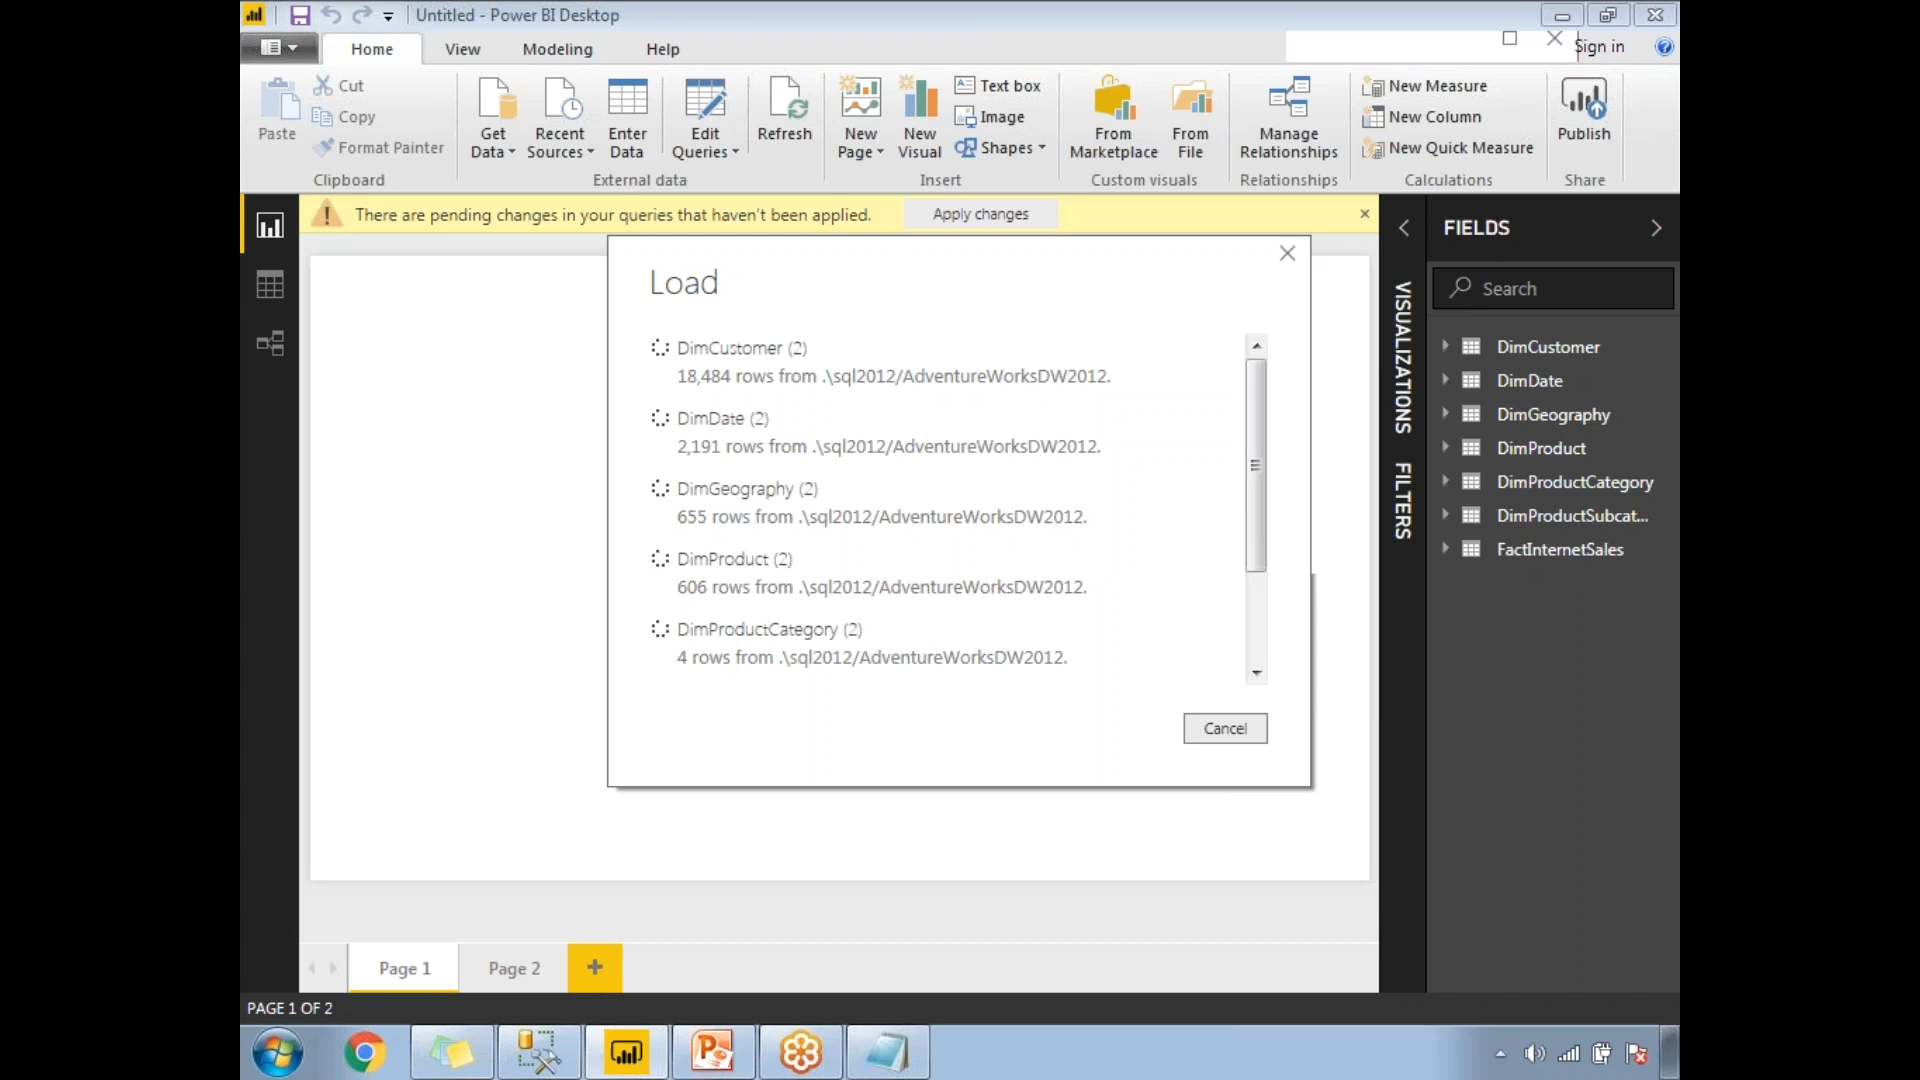 Untitled - Power BI Desktop
Home View Modeling Help
Sign in
Paste
Cut
Copy
Format Painter
Clipboard
Get Data
Recent Sources
Enter Data
Edit Queries
Refresh
External data
New Page
New Visual
Text box
Image
Shapes
Insert
From Marketplace
From File
Custom visuals
Manage Relationships
Relationships
New Measure
New Column
New Quick Measure
Calculations
Publish
Share
There are pending changes in your queries that haven't been applied.
Apply changes
Load
DimCustomer (2)
18,484 rows from .\sql2012/AdventureWorksDW2012.
DimDate (2)
2,191 rows from .\sql2012/AdventureWorksDW2012.
DimGeography (2)
655 rows from .\sql2012/AdventureWorksDW2012.
DimProduct (2)
606 rows from .\sql2012/AdventureWorksDW2012.
DimProductCategory (2)
4 rows from .\sql2012/AdventureWorksDW2012.
Cancel
VISUALIZATIONS
FILTERS
FIELDS
Search
DimCustomer
DimDate
DimGeography
DimProduct
DimProductCategory
DimProductSubcat...
FactInternetSales
Page 1
Page 2
PAGE 1 OF 2